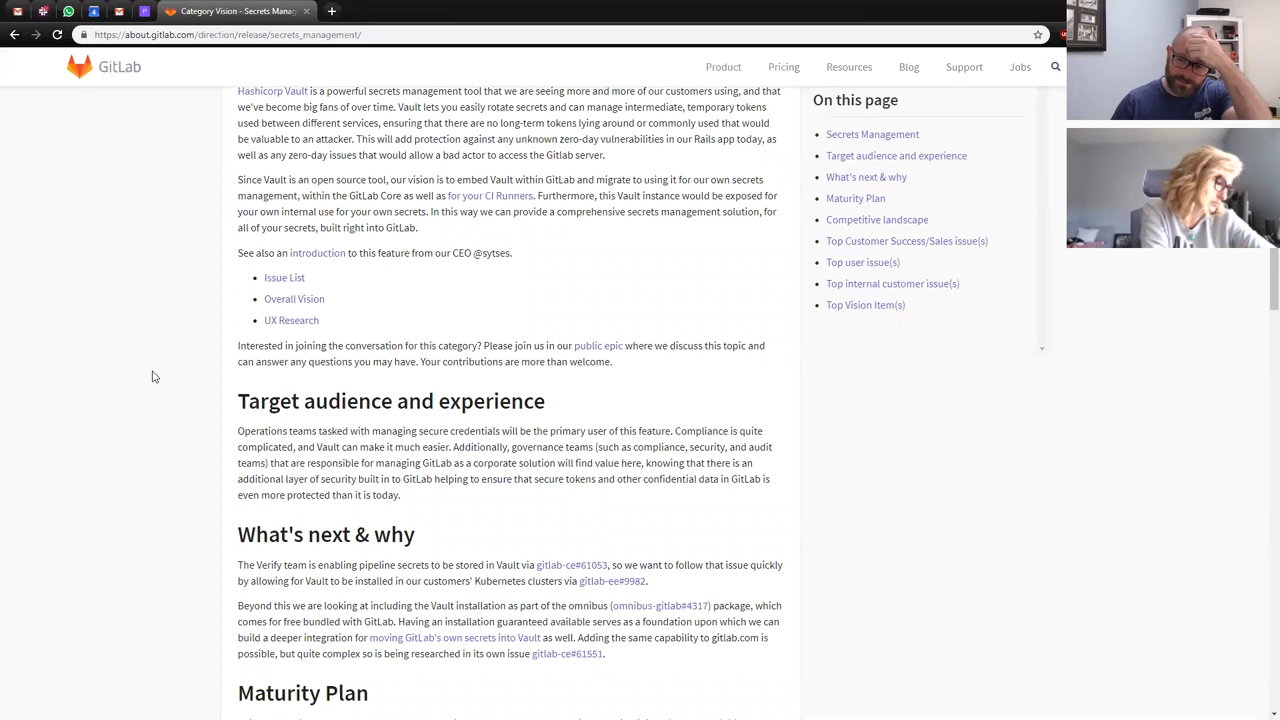 Category Vision - Secrets Manag
https://about.gitlab.com/direction/release/secrets_management/
GitLab
Product
Pricing
Resources
Blog
Support
Jobs
Hashicorp Vault is a powerful secrets management tool that we are seeing more and more of our customers using, and that
we've become big fans of over time. Vault lets you easily rotate secrets and can manage intermediate, temporary tokens
used between different services, ensuring that there are no long-term tokens lying around or commonly used that would
be valuable to an attacker. This will add protection against any unknown zero-day vulnerabilities in our Rails app today, as
well as any zero-day issues that would allow a bad actor to access the Gitlab server.
Since Vault is an open source tool, our vision is to embed Vault within GitLab and migrate to using it for our own secrets
management, within the GitLab Core as well as for your CI Runners. Furthermore, this Vault instance would be exposed for
your own internal use for your own secrets. In this way we can provide a comprehensive secrets management solution, for
all of your secrets, built right into GitLab.
See also an introduction to this feature from our CEO @sytses.
• Issue List
• Overall Vision
• UX Research
Interested in joining the conversation for this category? Please join us in our public epic where we discuss this topic and
can answer any questions you may have. Your contributions are more than welcome.
Target audience and experience
Operations teams tasked with managing secure credentials will be the primary user of this feature. Compliance is quite
complicated, and Vault can make it much easier. Additionally, governance teams (such as compliance, security, and audit
teams) that are responsible for managing GitLab as a corporate solution will find value here, knowing that there is an
additional layer of security built in to GitLab helping to ensure that secure tokens and other confidential data in GitLab is
even more protected than it is today.
What's next & why
The Verify team is enabling pipeline secrets to be stored in Vault via gitlab-ce#61053, so we want to follow that issue quickly
by allowing for Vault to be installed in our customers' Kubernetes clusters via gitlab-ee#9982.
Beyond this we are looking at including the Vault installation as part of the omnibus (omnibus-gitlab#4317) package, which
comes for free bundled with GitLab. Having an installation guaranteed available serves as a foundation upon which we can
build a deeper integration for moving GitLab's own secrets into Vault as well. Adding the same capability to gitlab.com is
possible, but quite complex so is being researched in its own issue gitlab-ce#61551.
Maturity Plan
On this page
• Secrets Management
• Target audience and experience
• What's next & why
• Maturity Plan
• Competitive landscape
• Top Customer Success/Sales issue(s)
• Top user issue(s)
• Top internal customer issue(s)
• Top Vision Item(s)